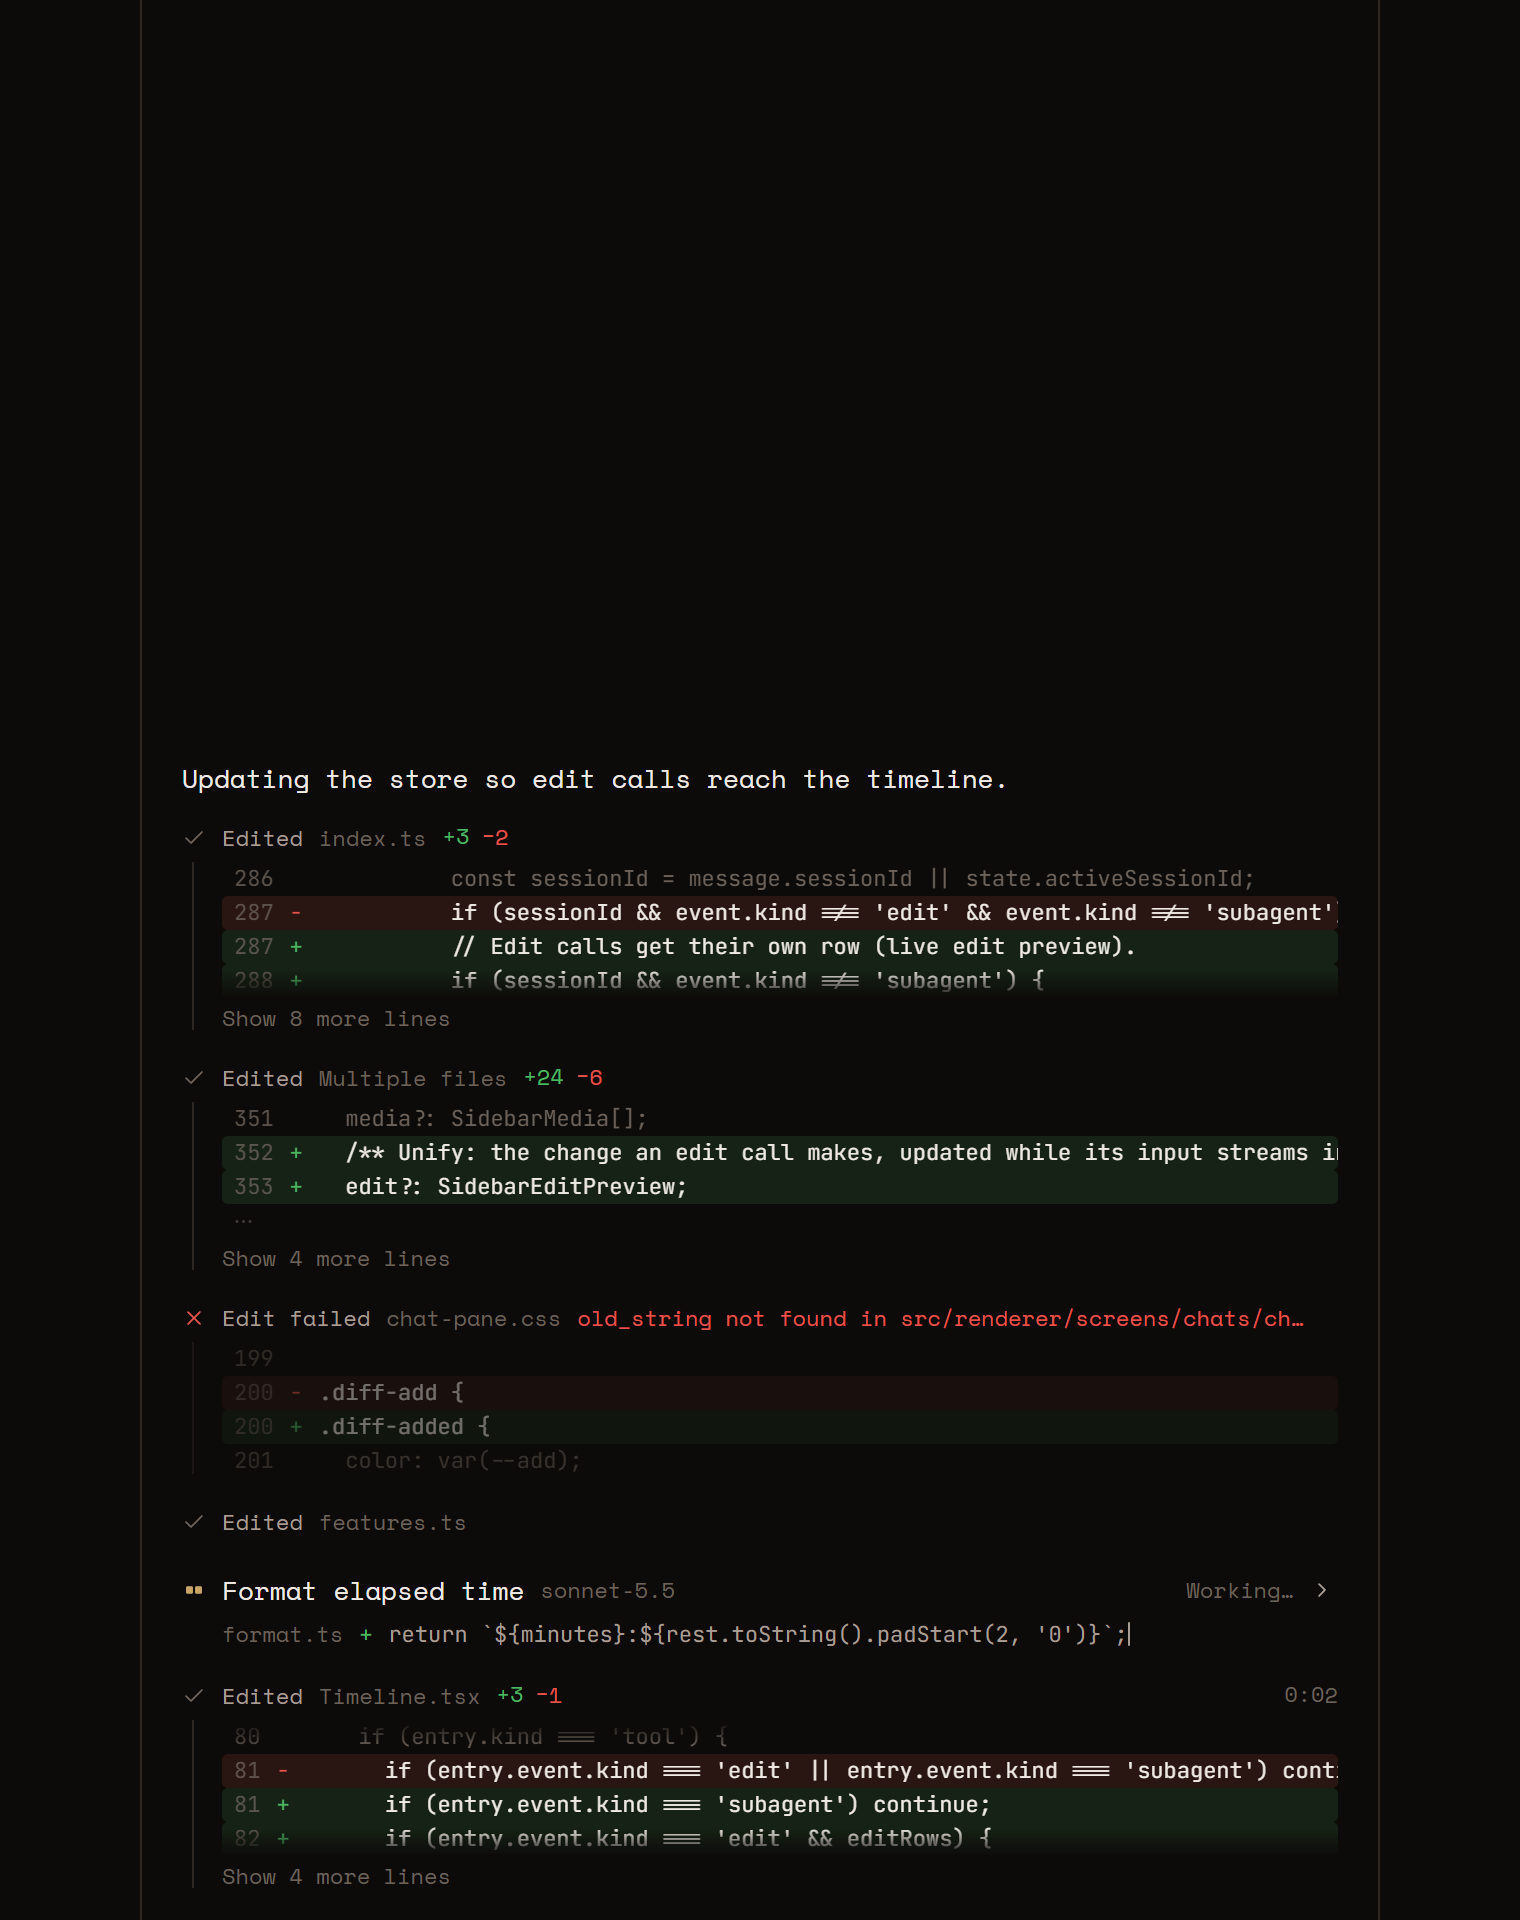 Updating the store so edit calls reach the timeline.
Edited index.ts +3 -2
286 const sessionId = message.sessionId || state.activeSessionId;
287 - if (sessionId && event.kind !== 'edit' && event.kind !== 'subagent'
287 + // Edit calls get their own row (live edit preview).
288 + if (sessionId && event.kind !== 'subagent') {
Show 8 more lines
Edited Multiple files +24 -6
351 media?: SidebarMedia[];
352 + /** Unify: the change an edit call makes, updated while its input streams i
353 + edit?: SidebarEditPreview;
...
Show 4 more lines
Edit failed chat-pane.css old_string not found in src/renderer/screens/chats/ch…
199
200 - .diff-add {
200 + .diff-added {
201 color: var(--add);
Edited features.ts
Format elapsed time sonnet-5.5 Working…
format.ts + return `${minutes}:${rest.toString().padStart(2, '0')}`;
Edited Timeline.tsx +3 -1 0:02
80 if (entry.kind === 'tool') {
81 - if (entry.event.kind === 'edit' || entry.event.kind === 'subagent') cont
81 + if (entry.event.kind === 'subagent') continue;
82 + if (entry.event.kind === 'edit' && editRows) {
Show 4 more lines